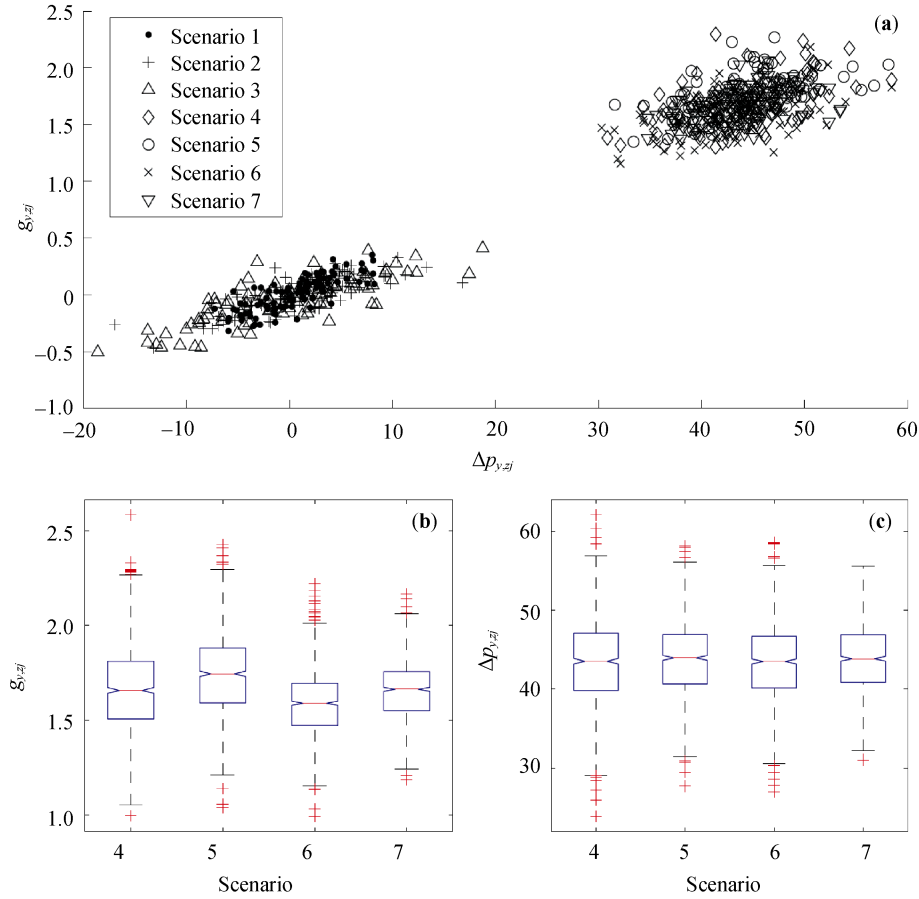 (a)
Scenario 1
Scenario 2
Scenario 3
Scenario 4
Scenario 5
Scenario 6
Scenario 7
2.5
2.0
1.5
1.0
0.5
0
−0.5
−1.0
g_{y,zj}
−20 −10 0 10 20 30 40 50 60
Δp_{y,zj}
(b)
2.5
2.0
1.5
1.0
g_{y,zj}
4 5 6 7
Scenario
(c)
60
50
40
30
Δp_{y,zj}
4 5 6 7
Scenario